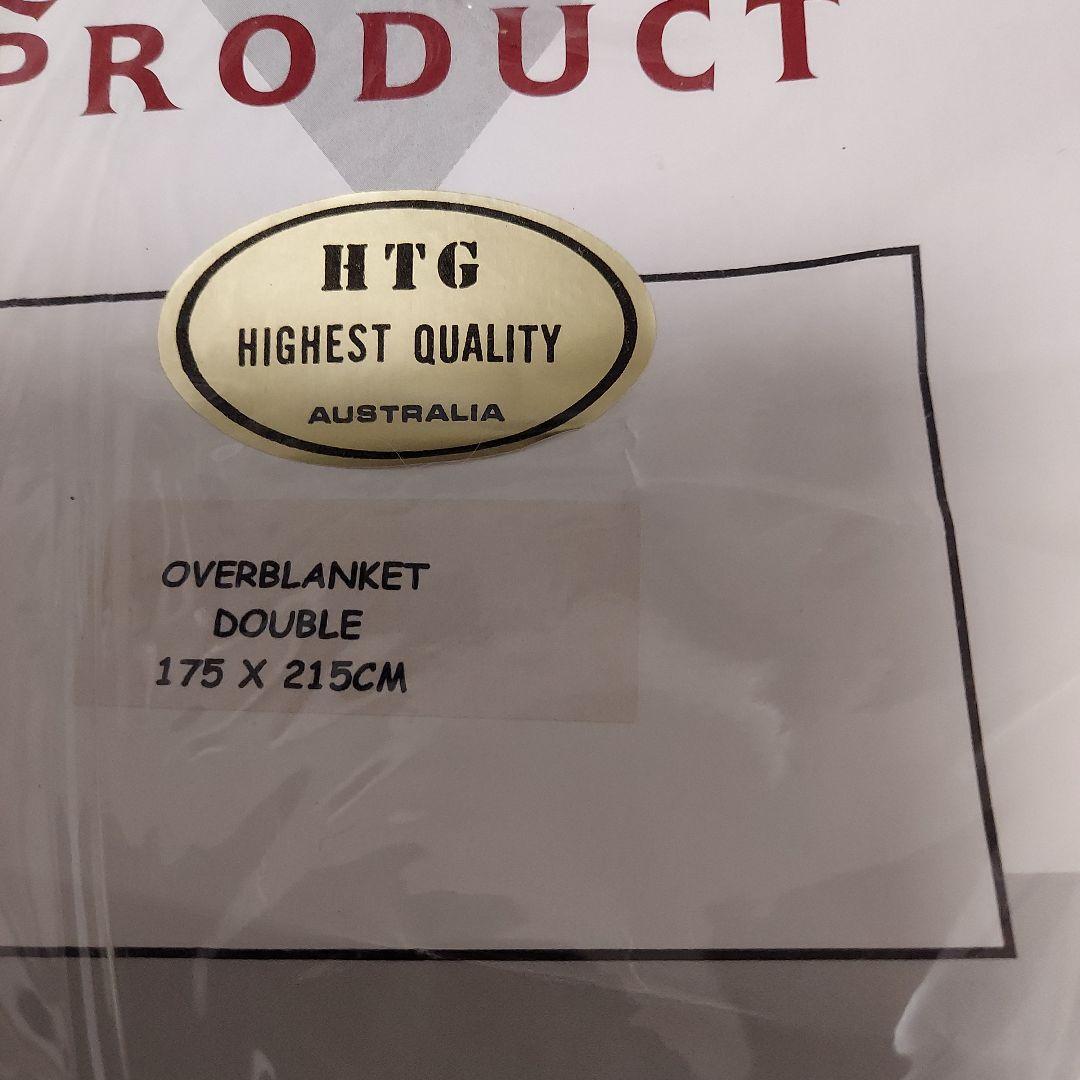 PRODUCT
HTG
HIGHEST QUALITY
AUSTRALIA
OVERBLANKET
DOUBLE
175 X 215CM